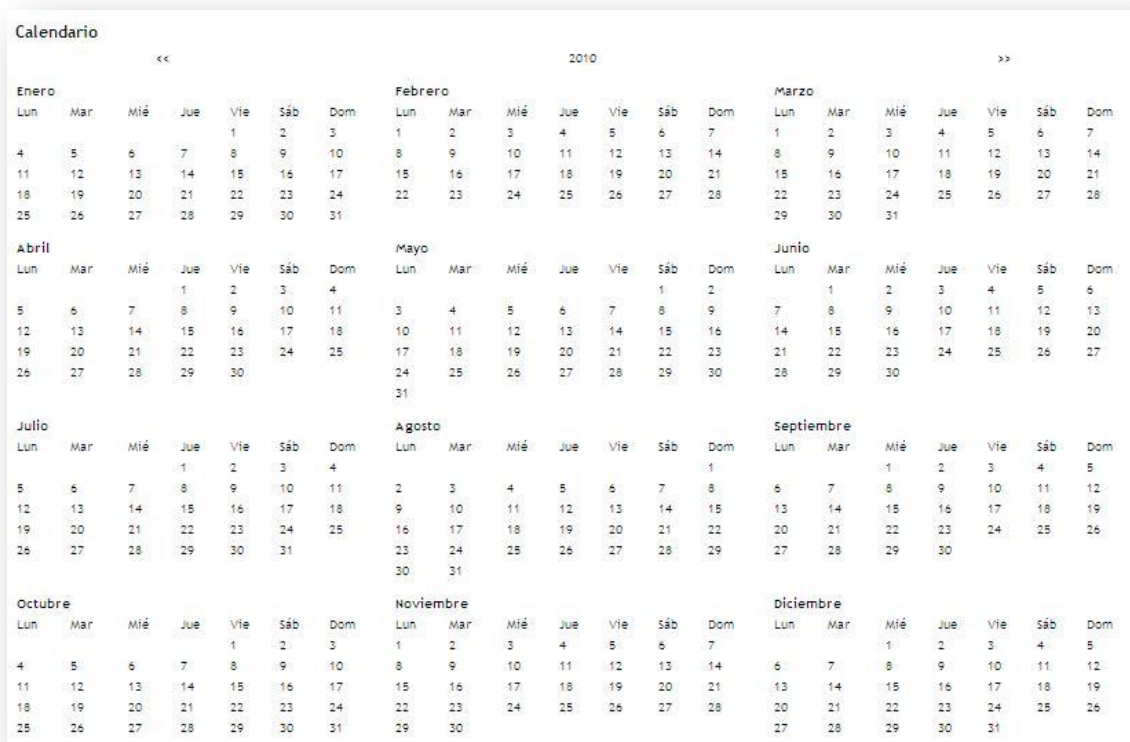 Calendario
<< 2010 >>
Enero Febrero Marzo
Lun Mar Mié Jue Vie Sáb Dom Lun Mar Mié Jue Vie Sáb Dom Lun Mar Mié Jue Vie Sáb Dom
1 2 3 1 2 3 4 5 6 7 1 2 3 4 5 6 7
4 5 6 7 8 9 10 8 9 10 11 12 13 14 8 9 10 11 12 13 14
11 12 13 14 15 16 17 15 16 17 18 19 20 21 15 16 17 18 19 20 21
18 19 20 21 22 23 24 22 23 24 25 26 27 28 22 23 24 25 26 27 28
25 26 27 28 29 30 31 29 30 31
Abril Mayo Junio
Lun Mar Mié Jue Vie Sáb Dom Lun Mar Mié Jue Vie Sáb Dom Lun Mar Mié Jue Vie Sáb Dom
1 2 3 4 1 2 1 2 3 4 5 6
5 6 7 8 9 10 11 3 4 5 6 7 8 9 7 8 9 10 11 12 13
12 13 14 15 16 17 18 10 11 12 13 14 15 16 14 15 16 17 18 19 20
19 20 21 22 23 24 25 17 18 19 20 21 22 23 21 22 23 24 25 26 27
26 27 28 29 30 24 25 26 27 28 29 30 28 29 30
31
Julio Agosto Septiembre
Lun Mar Mié Jue Vie Sáb Dom Lun Mar Mié Jue Vie Sáb Dom Lun Mar Mié Jue Vie Sáb Dom
1 2 3 4 1 1 2 3 4 5
5 6 7 8 9 10 11 2 3 4 5 6 7 8 6 7 8 9 10 11 12
12 13 14 15 16 17 18 9 10 11 12 13 14 15 13 14 15 16 17 18 19
19 20 21 22 23 24 25 16 17 18 19 20 21 22 20 21 22 23 24 25 26
26 27 28 29 30 31 23 24 25 26 27 28 29 27 28 29 30
30 31
Octubre Noviembre Diciembre
Lun Mar Mié Jue Vie Sáb Dom Lun Mar Mié Jue Vie Sáb Dom Lun Mar Mié Jue Vie Sáb Dom
1 2 3 1 2 3 4 5 6 7 1 2 3 4 5
4 5 6 7 8 9 10 8 9 10 11 12 13 14 6 7 8 9 10 11 12
11 12 13 14 15 16 17 15 16 17 18 19 20 21 13 14 15 16 17 18 19
18 19 20 21 22 23 24 22 23 24 25 26 27 28 20 21 22 23 24 25 26
25 26 27 28 29 30 31 29 30 27 28 29 30 31